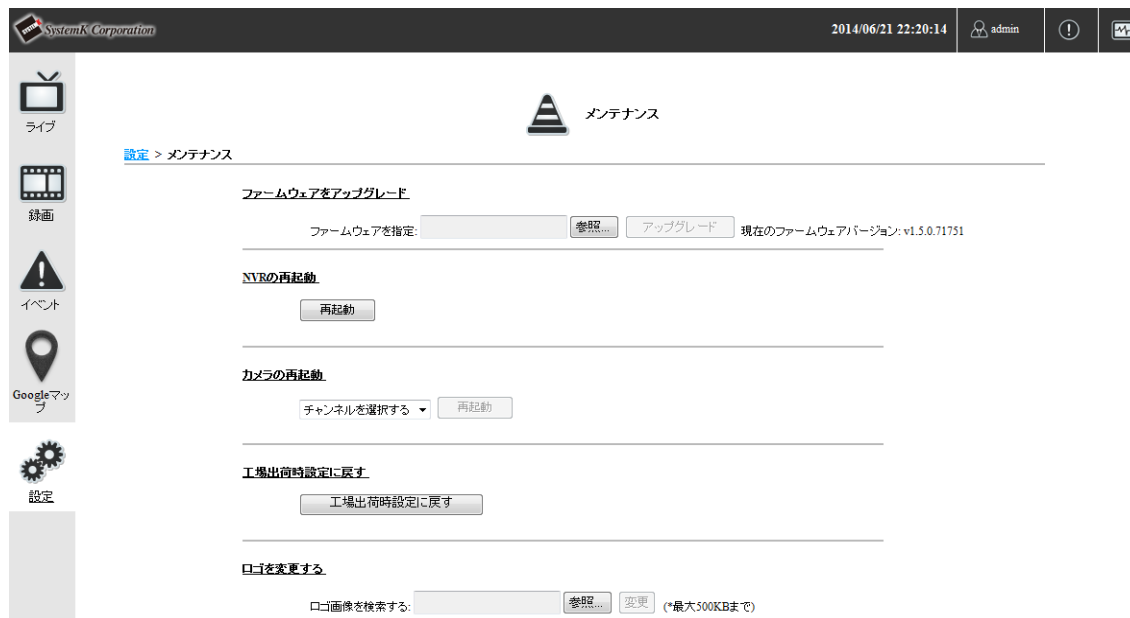 SystemK Corporation
2014/06/21 22:20:14
admin
ライブ
録画
イベント
Googleマッ
プ
設定
メンテナンス
設定 > メンテナンス
ファームウェアをアップグレード
ファームウェアを指定:
参照...
アップグレード
現在のファームウェアバージョン: v1.5.0.71751
NVRの再起動
再起動
カメラの再起動
チャンネルを選択する
再起動
工場出荷時設定に戻す
工場出荷時設定に戻す
ロゴを変更する
ロゴ画像を検索する:
参照...
変更
(*最大500KBまで)